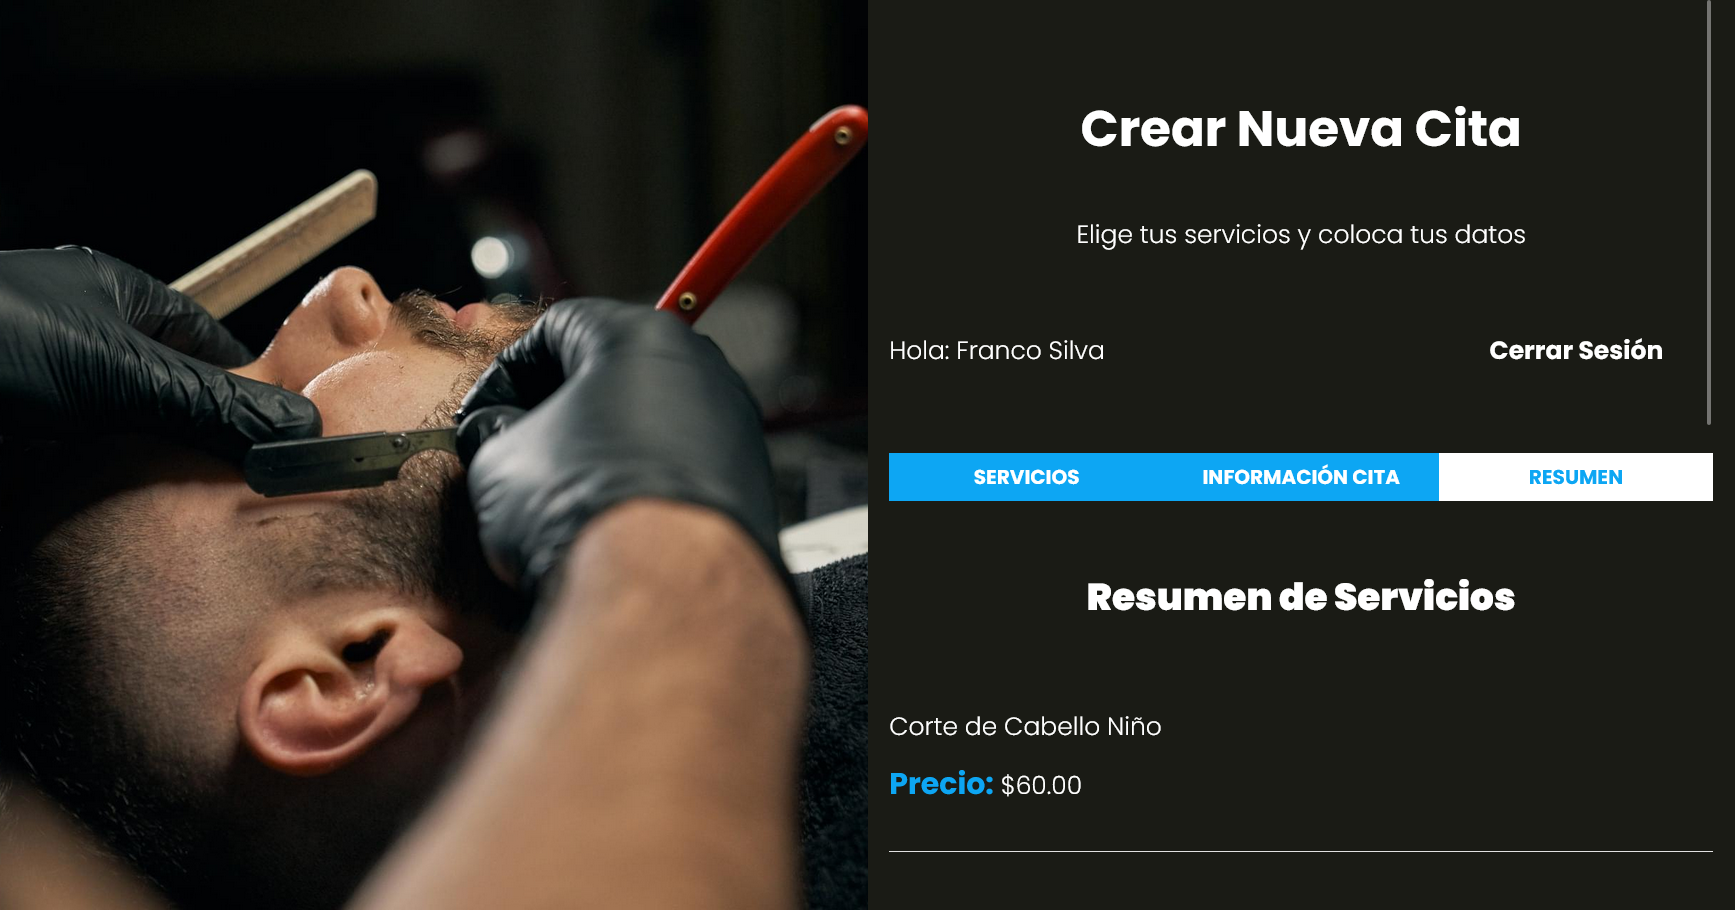 Crear Nueva Cita
Elige tus servicios y coloca tus datos
Hola: Franco Silva
Cerrar Sesión
SERVICIOS
INFORMACIÓN CITA
RESUMEN
Resumen de Servicios
Corte de Cabello Niño
Precio: $60.00